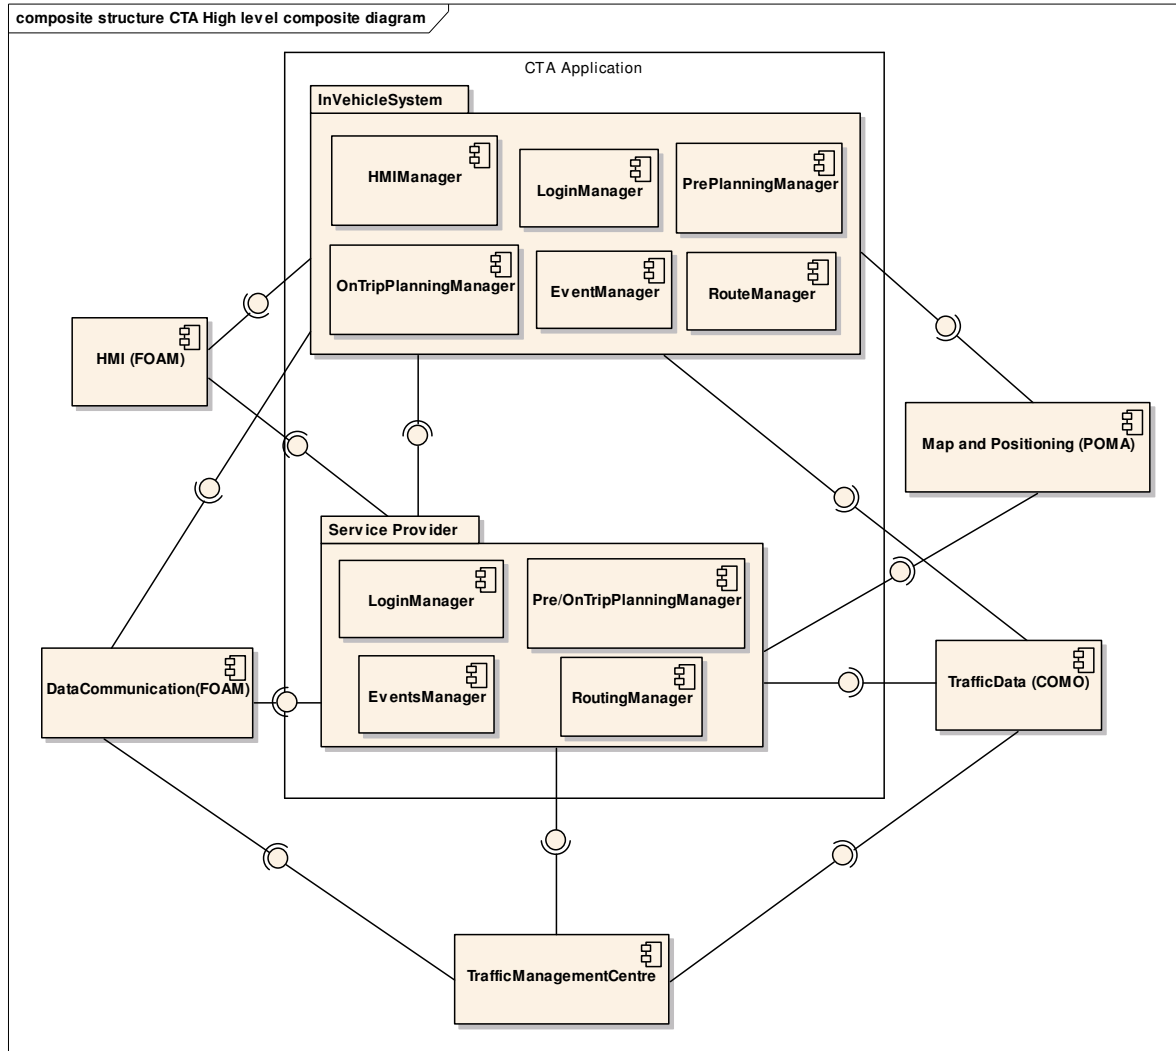 composite structure CTA High level composite diagram
CTA Application
InVehicleSystem
HMIManager
LoginManager
PrePlanningManager
OnTripPlanningManager
EventManager
RouteManager
HMI (FOAM)
Map and Positioning (POMA)
Service Provider
LoginManager
Pre/OnTripPlanningManager
EventsManager
RoutingManager
DataCommunication(FOAM)
TrafficData (COMO)
TrafficManagementCentre